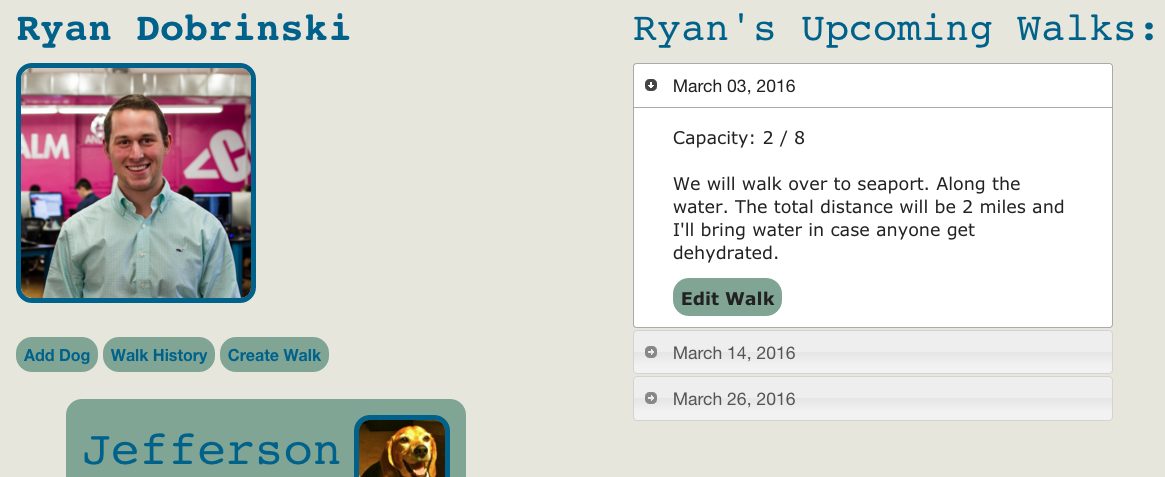 Ryan Dobrinski
ALM
<C
Add Dog
Walk History
Create Walk
Jefferson
Ryan's Upcoming Walks:
March 03, 2016
Capacity: 2 / 8
We will walk over to seaport. Along the
water. The total distance will be 2 miles and
I'll bring water in case anyone get
dehydrated.
Edit Walk
March 14, 2016
March 26, 2016